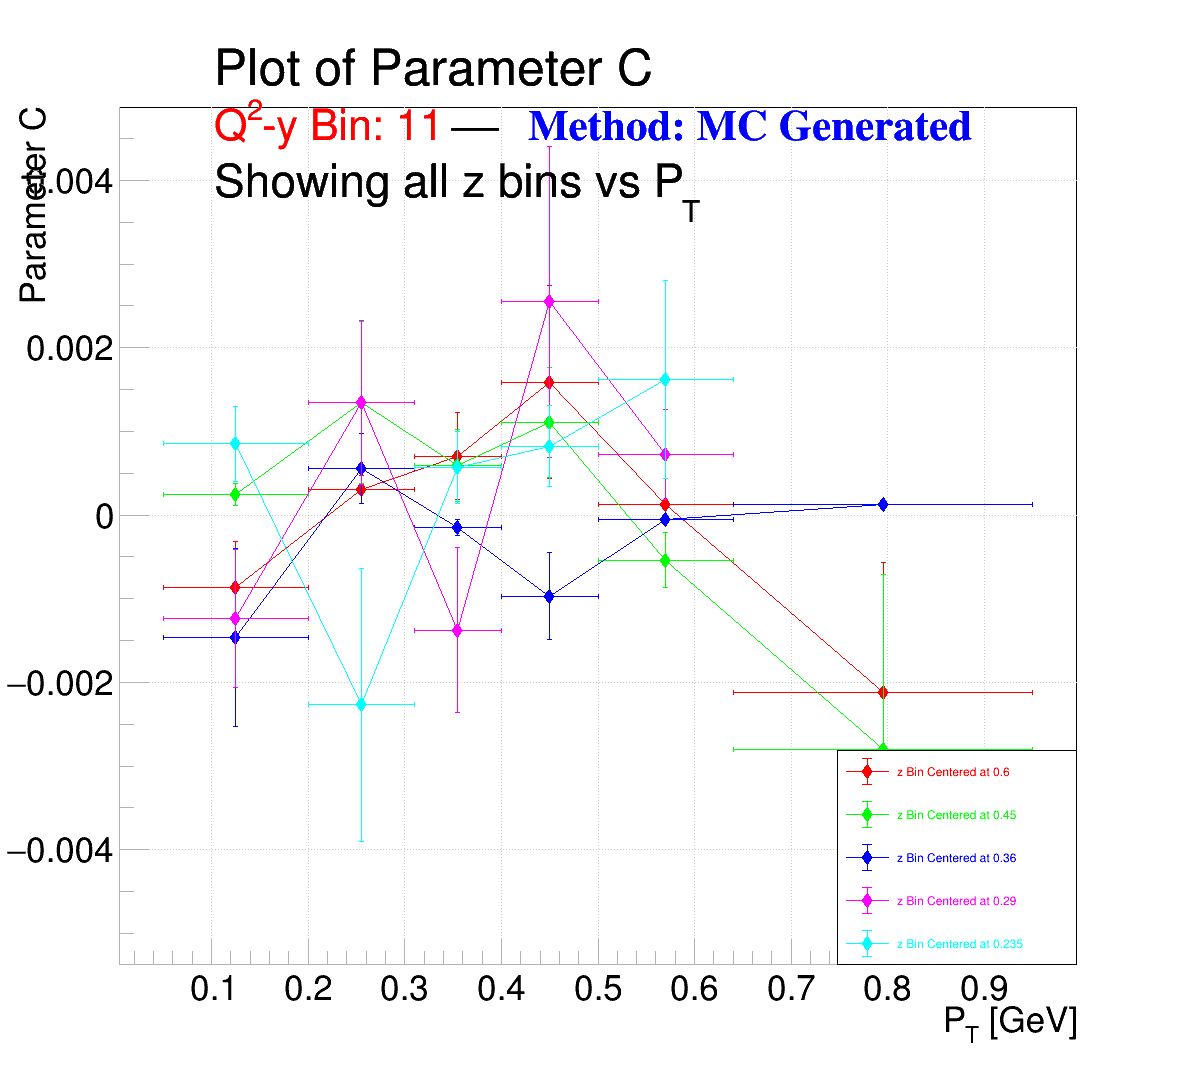 Plot of Parameter C
Q²-y Bin: 11 — Method: MC Generated
Showing all z bins vs P_T
Parameter C
0.004
0.002
0
−0.002
−0.004
z Bin Centered at 0.6
z Bin Centered at 0.45
z Bin Centered at 0.36
z Bin Centered at 0.29
z Bin Centered at 0.235
0.1 0.2 0.3 0.4 0.5 0.6 0.7 0.8 0.9
P_T [GeV]